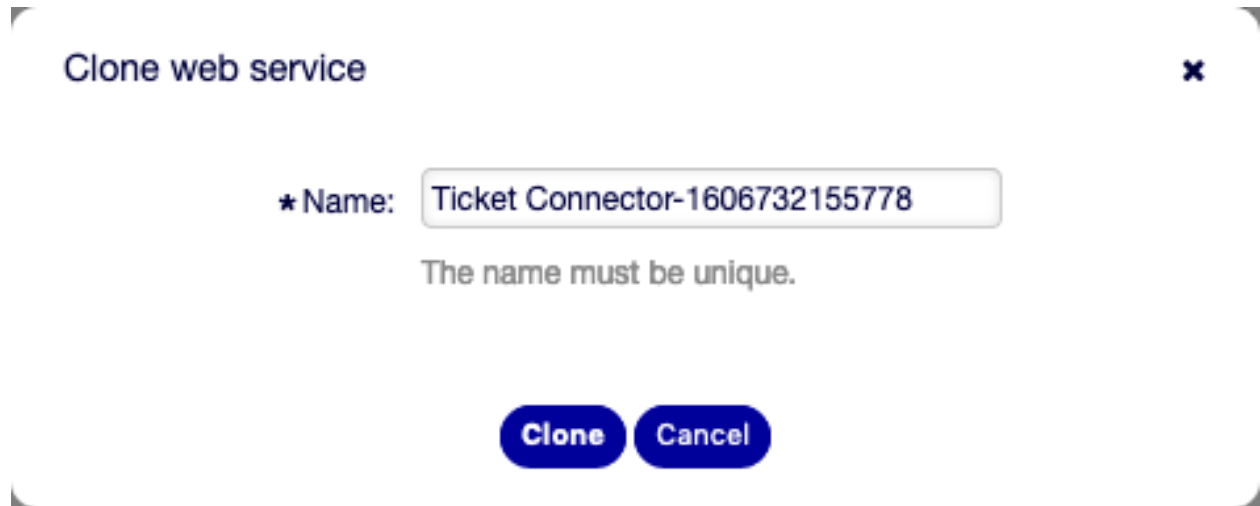 Clone web service ×
*Name: Ticket Connector-1606732155778
The name must be unique.
Clone Cancel